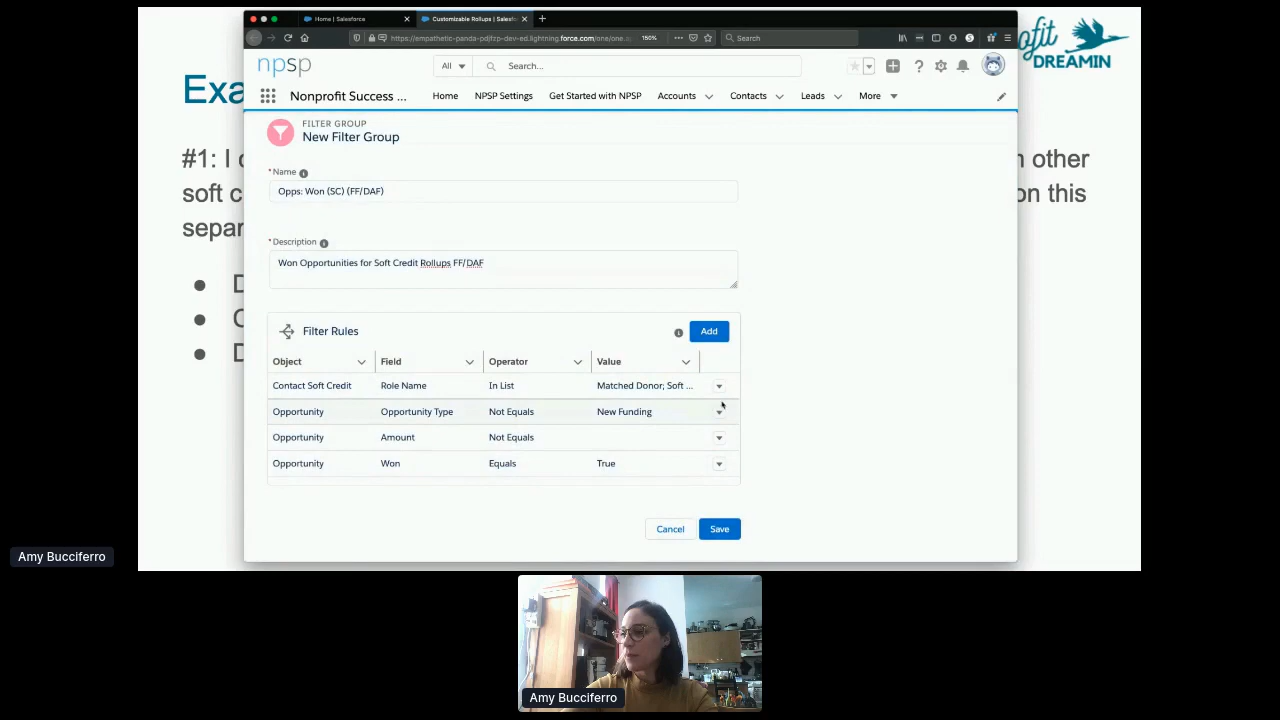 Home | Salesforce
Customizable Rollups | Salesf
https://empathetic-panda-pdjfzp-dev-ed.lightning.force.com/one/one.
150%
Search
npsp
All
Search...
Nonprofit Success ...
Home
NPSP Settings
Get Started with NPSP
Accounts
Contacts
Leads
More
ofit
DREAMIN
Exa
FILTER GROUP
New Filter Group
#1: I
n other
soft c
on this
separ
* Name
Opps: Won (SC) (FF/DAF)
* Description
Won Opportunities for Soft Credit Rollups FF/DAF
Filter Rules
Add
Object Field Operator Value
Contact Soft Credit Role Name In List Matched Donor; Soft ...
Opportunity Opportunity Type Not Equals New Funding
Opportunity Amount Not Equals
Opportunity Won Equals True
Cancel
Save
Amy Bucciferro
Amy Bucciferro